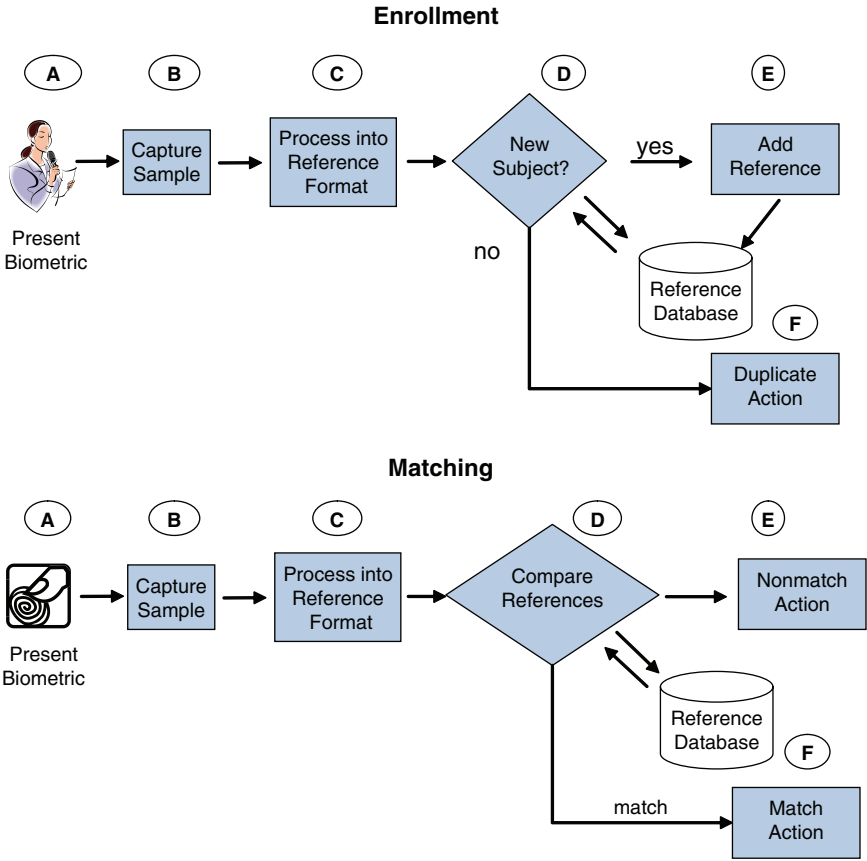 Enrollment
A
B
C
D
E
Present
Biometric
Capture
Sample
Process into
Reference
Format
New
Subject?
yes
Add
Reference
no
Reference
Database
F
Duplicate
Action
Matching
A
B
C
D
E
Present
Biometric
Capture
Sample
Process into
Reference
Format
Compare
References
Nonmatch
Action
Reference
Database
F
match
Match
Action